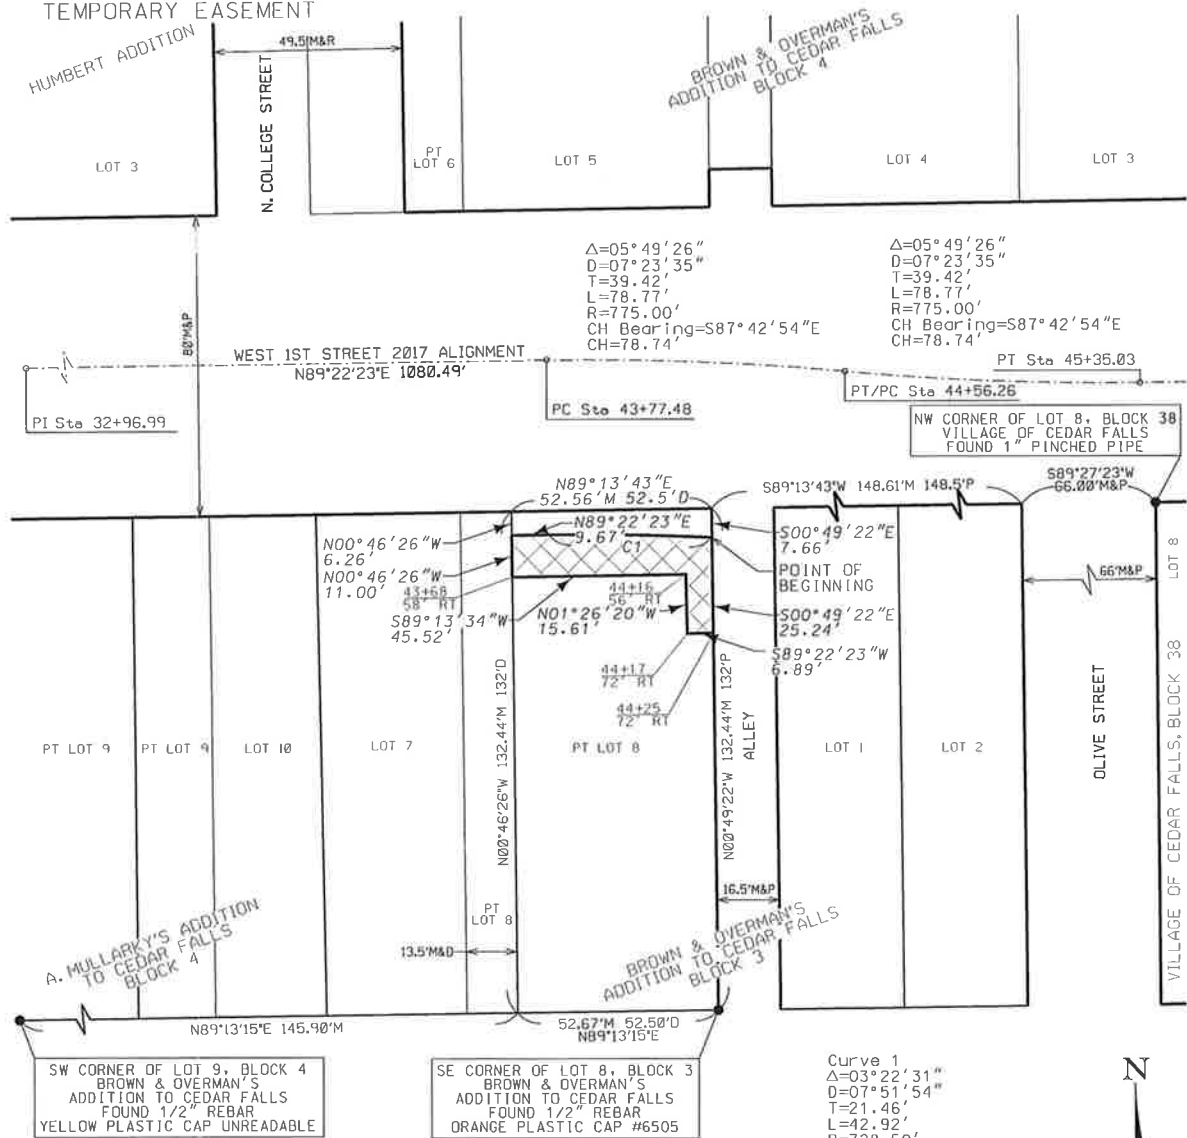 TEMPORARY EASEMENT
HUMBERT ADDITION
49.5'M&R
N. COLLEGE STREET
BROWN & OVERMAN'S
ADDITION TO CEDAR FALLS
BLOCK 4
LOT 3
PT
LOT 6
LOT 5
LOT 4
LOT 3
80'M&P
Δ=05°49'26"
D=07°23'35"
T=39.42'
L=78.77'
R=775.00'
CH Bearing=S87°42'54"E
CH=78.74'
Δ=05°49'26"
D=07°23'35"
T=39.42'
L=78.77'
R=775.00'
CH Bearing=S87°42'54"E
CH=78.74'
WEST 1ST STREET 2017 ALIGNMENT
N89°22'23"E 1080.49'
PT Sta 45+35.03
PI Sta 32+96.99
PC Sta 43+77.48
PT/PC Sta 44+56.26
NW CORNER OF LOT 8, BLOCK 38
VILLAGE OF CEDAR FALLS
FOUND 1" PINCHED PIPE
N89°13'43"E
52.56'M 52.5'D
S89°13'43"W 148.61'M 148.5'P
S89°27'23"W
66.00'M&P
N00°46'26"W
6.26'
N89°22'23"E
9.67'
C1
S00°49'22"E
7.66'
N00°46'26"W
11.00'
POINT OF
BEGINNING
43+68
58' RT
44+16
56' RT
S89°13'34"W
45.52'
N01°26'20"W
15.61'
S00°49'22"E
25.24'
S89°22'23"W
6.89'
44+17
72' RT
44+25
72' RT
66'M&P
LOT 8
N00°46'26"W 132.44'M 132'D
N00°49'22"W 132.44'M 132'P
ALLEY
OLIVE STREET
VILLAGE OF CEDAR FALLS, BLOCK 38
PT LOT 9
PT LOT 9
LOT 10
LOT 7
PT LOT 8
LOT 1
LOT 2
PT
LOT 8
13.5'M&D
16.5'M&P
A. MULLARKY'S ADDITION
TO CEDAR FALLS
BLOCK 4
BROWN & OVERMAN'S
ADDITION TO CEDAR FALLS
BLOCK 3
N89°13'15"E 145.90'M
52.67'M 52.50'D
N89°13'15"E
SW CORNER OF LOT 9, BLOCK 4
BROWN & OVERMAN'S
ADDITION TO CEDAR FALLS
FOUND 1/2" REBAR
YELLOW PLASTIC CAP UNREADABLE
SE CORNER OF LOT 8, BLOCK 3
BROWN & OVERMAN'S
ADDITION TO CEDAR FALLS
FOUND 1/2" REBAR
ORANGE PLASTIC CAP #6505
Curve 1
Δ=03°22'31"
D=07°51'54"
T=21.46'
L=42.92'
N